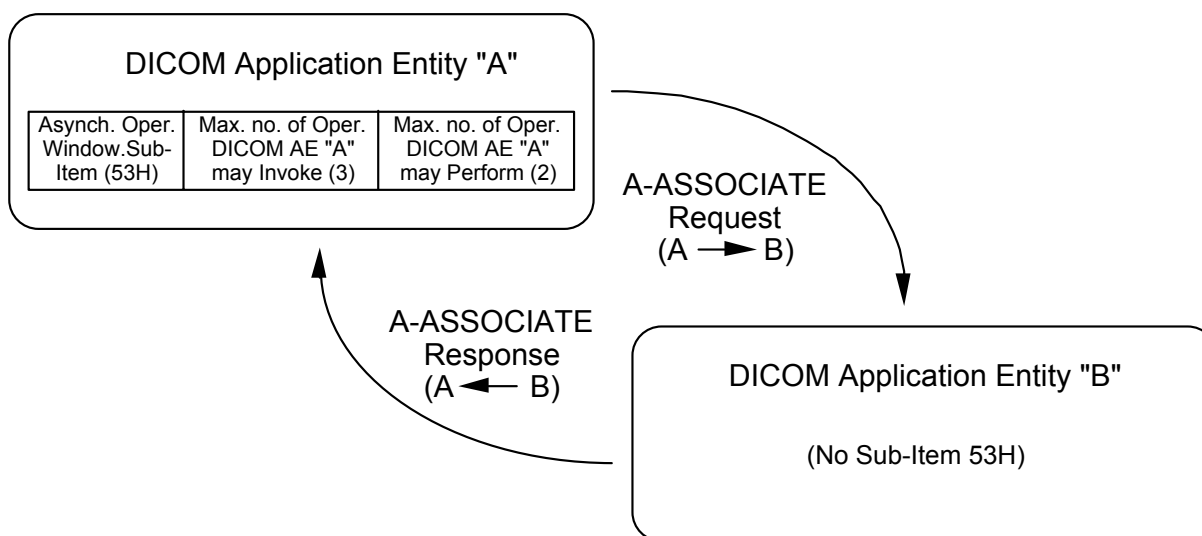 DICOM Application Entity "A"
Asynch. Oper.
Window.Sub-
Item (53H)
Max. no. of Oper.
DICOM AE "A"
may Invoke (3)
Max. no. of Oper.
DICOM AE "A"
may Perform (2)
A-ASSOCIATE
Request
(A B)
A-ASSOCIATE
Response
(A B)
DICOM Application Entity "B"
(No Sub-Item 53H)